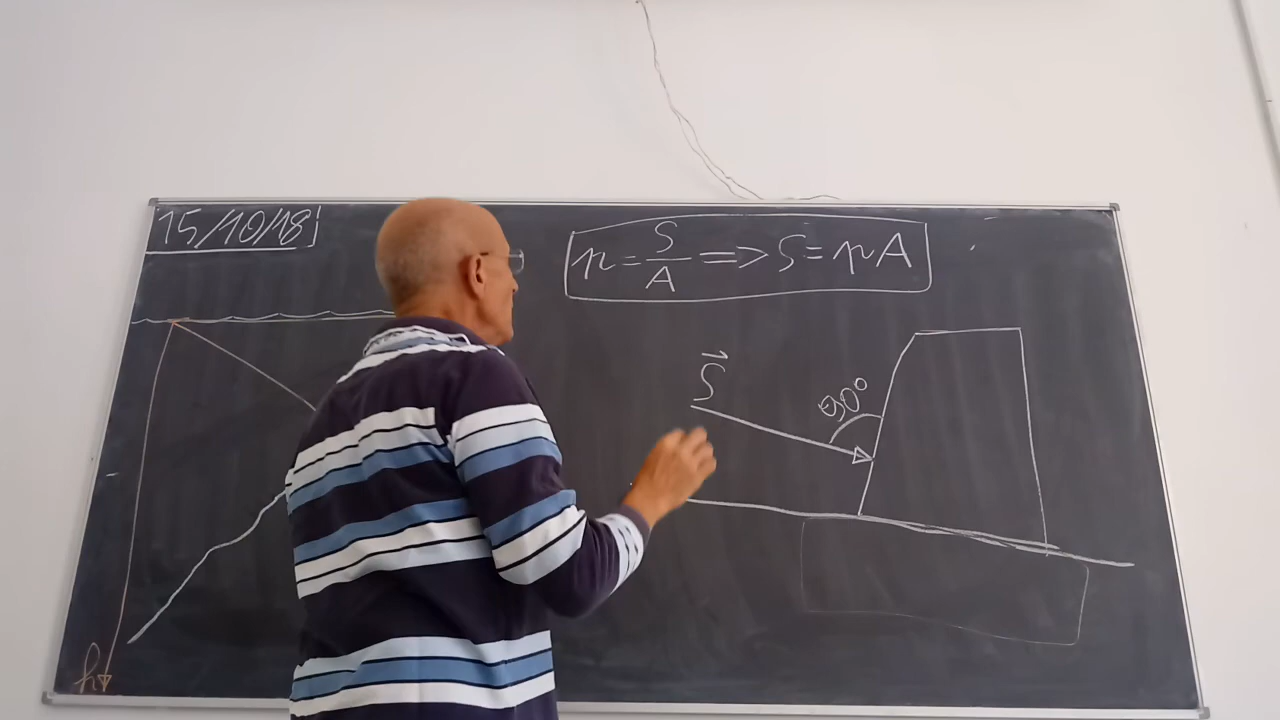 15/10/18
p = S/A => S = pA
S⃗
90°
h